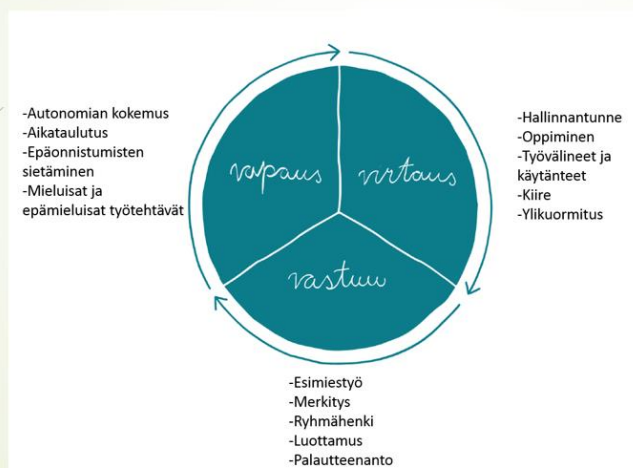 -Autonomian kokemus
-Aikataulutus
-Epäonnistumisten
sietäminen
-Mieluisat ja
epämieluisat työtehtävät
vapaus
virtaus
vastuu
-Hallinnantunne
-Oppiminen
-Työvälineet ja
käytänteet
-Kiire
-Ylikuormitus
-Esimiestyö
-Merkitys
-Ryhmähenki
-Luottamus
-Palautteenanto